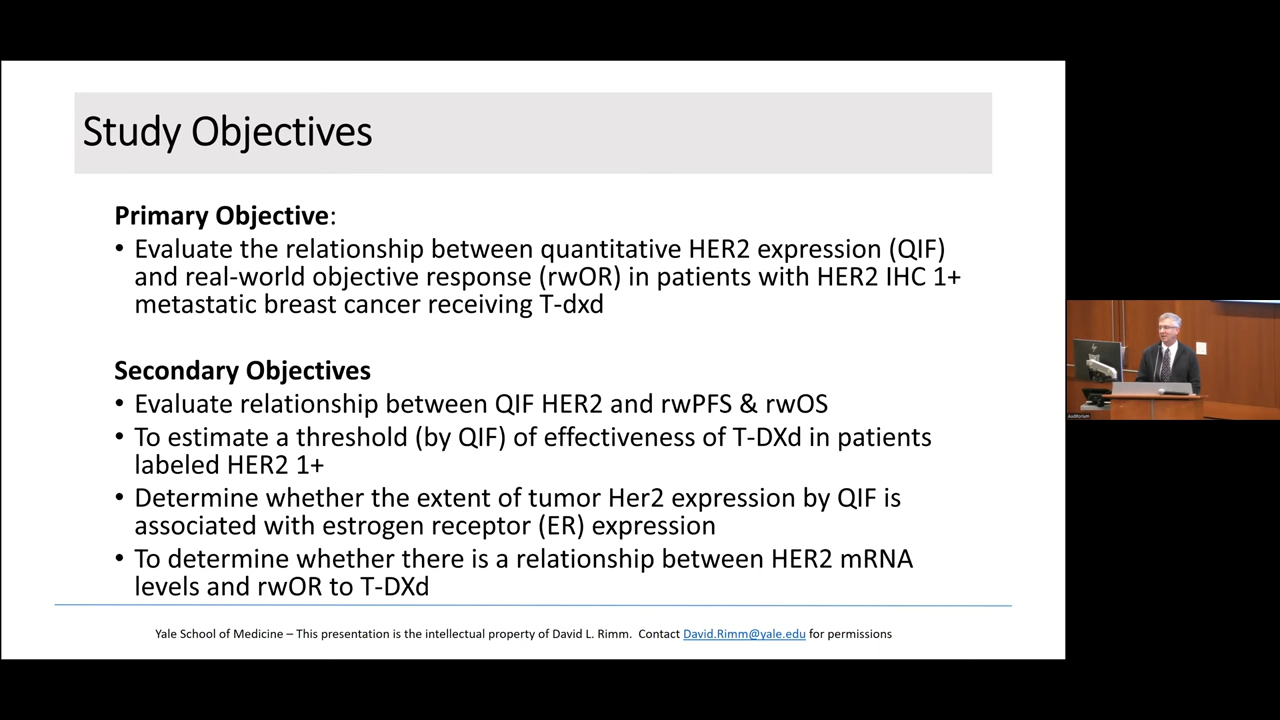 Study Objectives
Primary Objective:
• Evaluate the relationship between quantitative HER2 expression (QIF)
and real-world objective response (rwOR) in patients with HER2 IHC 1+
metastatic breast cancer receiving T-dxd
Secondary Objectives
• Evaluate relationship between QIF HER2 and rwPFS & rwOS
• To estimate a threshold (by QIF) of effectiveness of T-DXd in patients
labeled HER2 1+
• Determine whether the extent of tumor Her2 expression by QIF is
associated with estrogen receptor (ER) expression
• To determine whether there is a relationship between HER2 mRNA
levels and rwOR to T-DXd
Yale School of Medicine – This presentation is the intellectual property of David L. Rimm. Contact David.Rimm@yale.edu for permissions
Auditorium